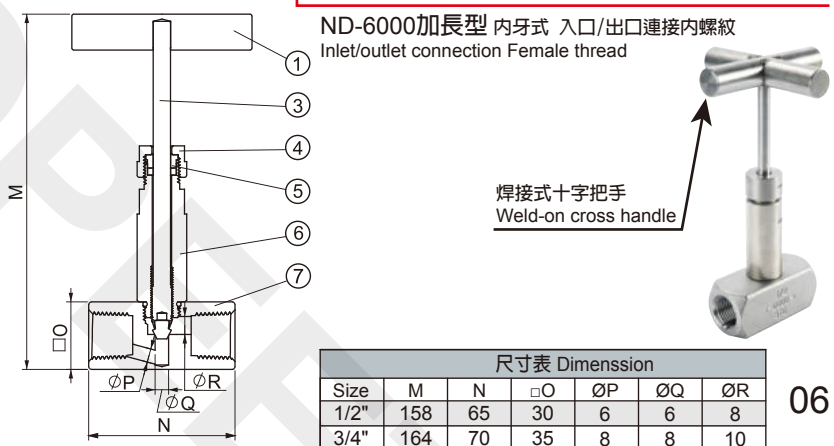 ND-6000加長型 內牙式 入口/出口連接內螺紋
Inlet/outlet connection Female thread
1
3
4
5
6
7
M
□O
ØP
ØQ
ØR
N
焊接式十字把手
Weld-on cross handle
尺寸表 Dimenssion
Size M N □O ØP ØQ ØR
1/2" 158 65 30 6 6 8
3/4" 164 70 35 8 8 10
06